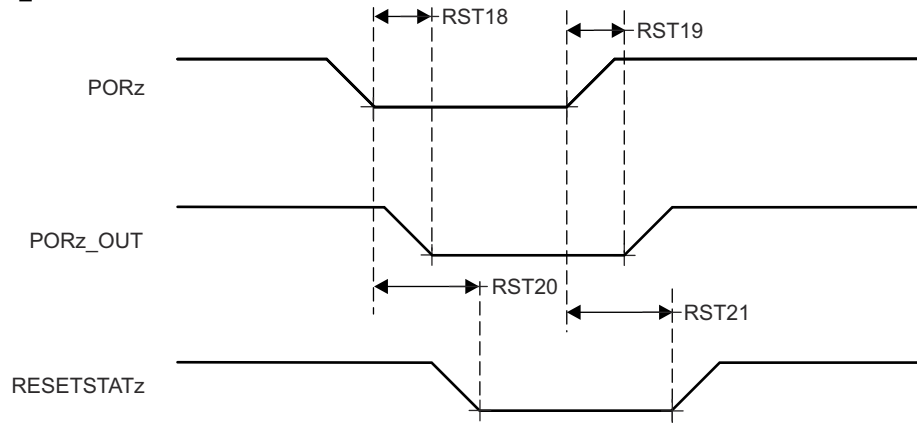 RST18
RST19
PORz
PORz_OUT
RST20
RST21
RESETSTATz